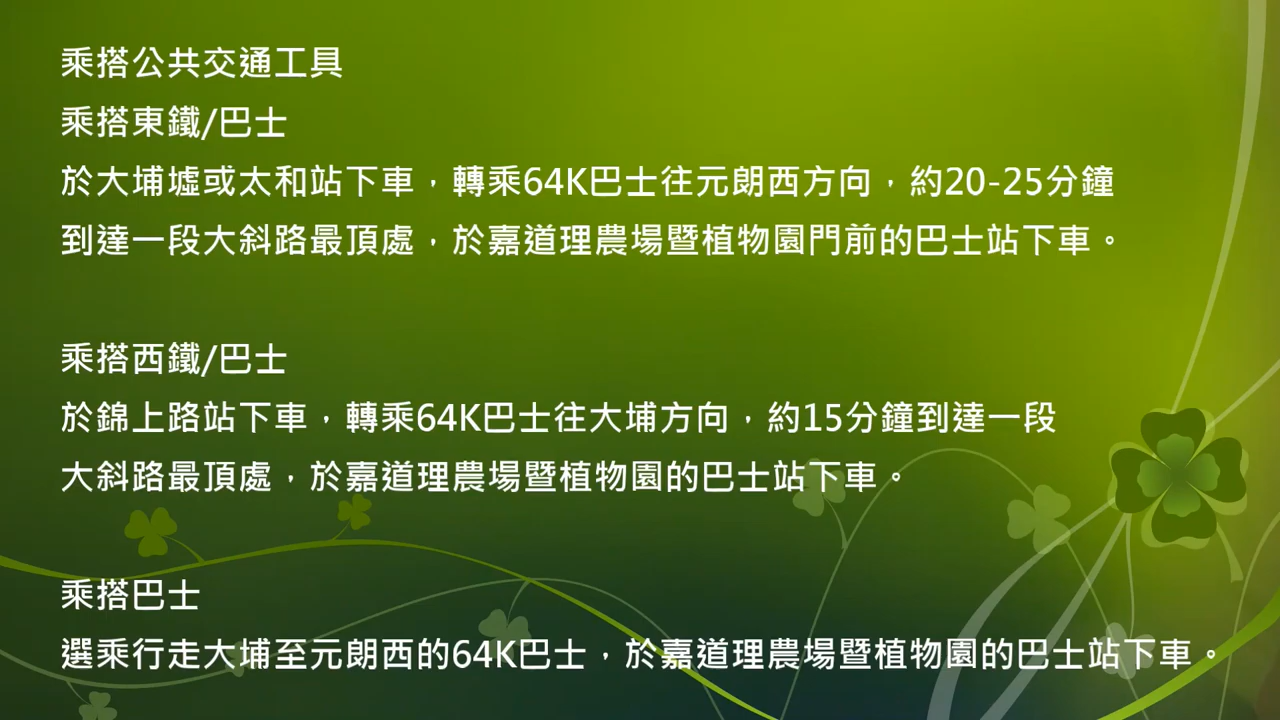 乘搭公共交通工具
乘搭東鐵/巴士
於大埔墟或太和站下車，轉乘64K巴士往元朗西方向，約20-25分鐘
到達一段大斜路最頂處，於嘉道理農場暨植物園門前的巴士站下車。
乘搭西鐵/巴士
於錦上路站下車，轉乘64K巴士往大埔方向，約15分鐘到達一段
大斜路最頂處，於嘉道理農場暨植物園的巴士站下車。
乘搭巴士
選乘行走大埔至元朗西的64K巴士，於嘉道理農場暨植物園的巴士站下車。